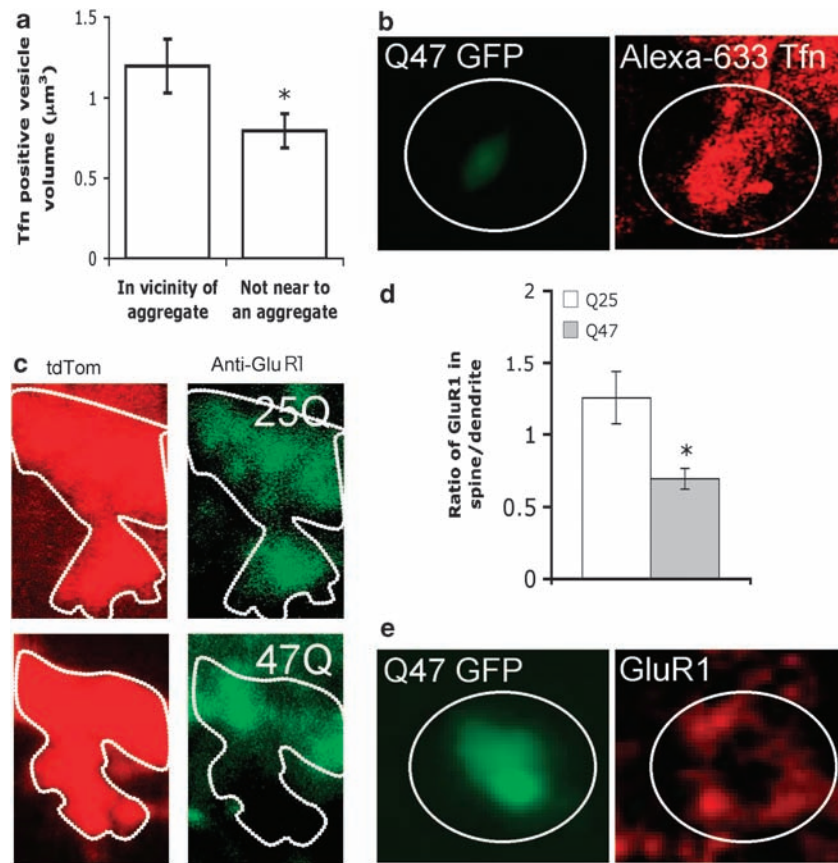 a
Tfn positive vesicle
volume (µm³)
1.5
1
0.5
0
*
In vicinity of
aggregate
Not near to
an aggregate
b
Q47 GFP
Alexa-633 Tfn
c
tdTom
Anti-GluR1
25Q
47Q
d
Ratio of GluR1 in
spine/dendrite
2
1.5
1
0.5
0
Q25
Q47
*
e
Q47 GFP
GluR1